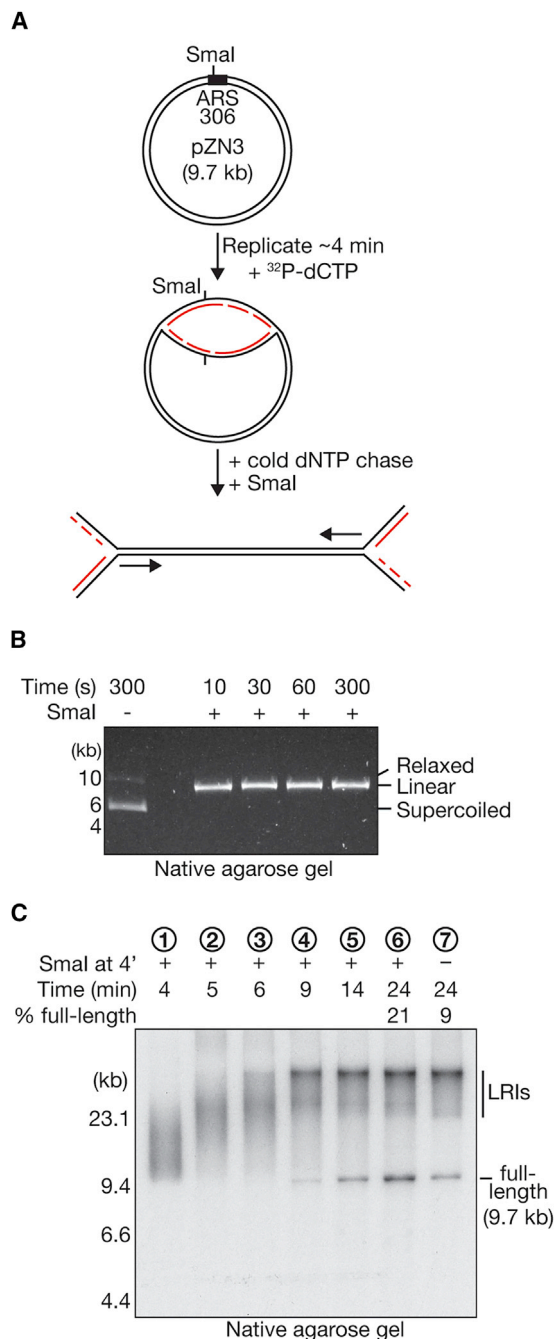 A
SmaI
ARS
306
pZN3
(9.7 kb)
Replicate ~4 min
+ ³²P-dCTP
SmaI
+ cold dNTP chase
+ SmaI
B
Time (s) 300 10 30 60 300
SmaI - + + + +
(kb)
10
6
4
Relaxed
Linear
Supercoiled
Native agarose gel
C
1 2 3 4 5 6 7
SmaI at 4' + + + + + + −
Time (min) 4 5 6 9 14 24 24
% full-length 21 9
(kb)
23.1
9.4
6.6
4.4
LRIs
full-
length
(9.7 kb)
Native agarose gel